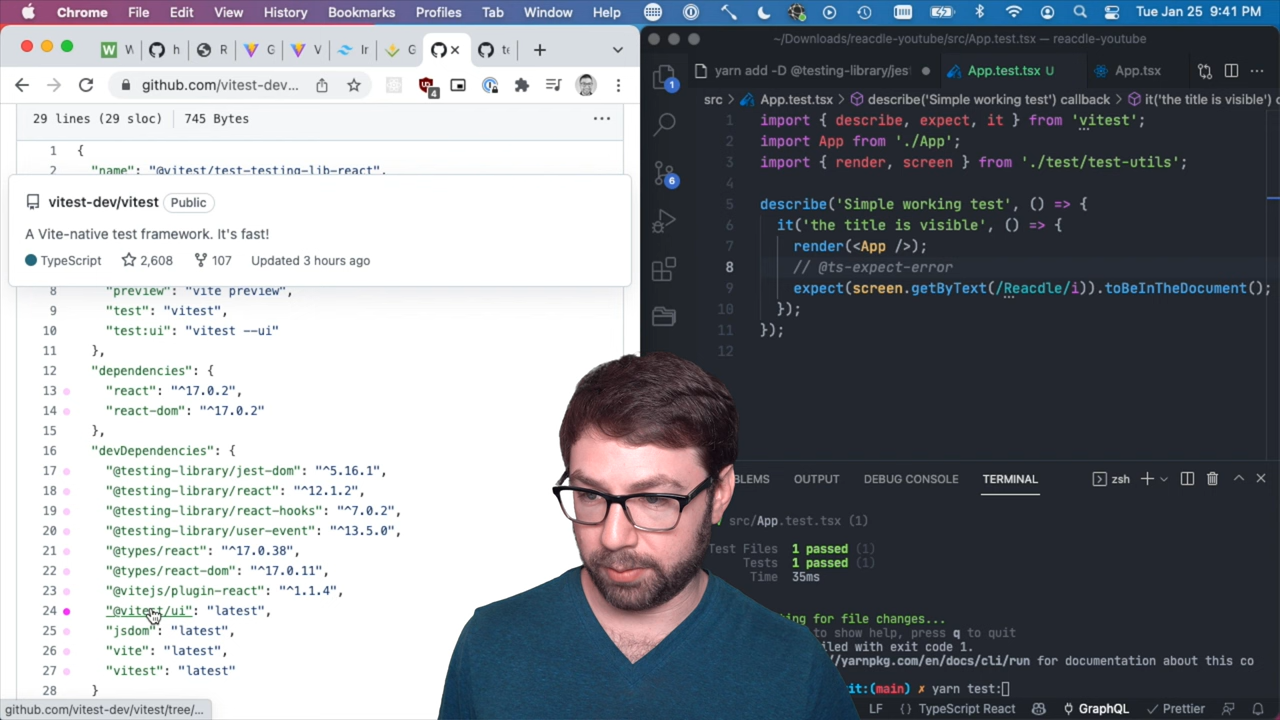 Chrome File Edit View History Bookmarks Profiles Tab Window Help Tue Jan 25 9:41 PM
github.com/vitest-dev...
4
29 lines (29 sloc) 745 Bytes
1 {
2 "name": "@vitest/test-testing-lib-react",
vitest-dev/vitest Public
A Vite-native test framework. It's fast!
TypeScript 2,608 107 Updated 3 hours ago
8 "preview": "vite preview",
9 "test": "vitest",
10 "test:ui": "vitest --ui"
11 },
12 "dependencies": {
13 "react": "^17.0.2",
14 "react-dom": "^17.0.2"
15 },
16 "devDependencies": {
17 "@testing-library/jest-dom": "^5.16.1",
18 "@testing-library/react": "^12.1.2",
19 "@testing-library/react-hooks": "^7.0.2",
20 "@testing-library/user-event": "^13.5.0",
21 "@types/react": "^17.0.38",
22 "@types/react-dom": "^17.0.11",
23 "@vitejs/plugin-react": "^1.1.4",
24 "@vitest/ui": "latest",
25 "jsdom": "latest",
26 "vite": "latest",
27 "vitest": "latest"
28 }
github.com/vitest-dev/vitest/tree/...
~/Downloads/reacdle-youtube/src/App.test.tsx — reacdle-youtube
yarn add -D @testing-library/jest App.test.tsx U App.tsx
1
6
src > App.test.tsx > describe('Simple working test') callback > it('the title is visible') c
1 import { describe, expect, it } from 'vitest';
2 import App from './App';
3 import { render, screen } from './test/test-utils';
4
5 describe('Simple working test', () => {
6 it('the title is visible', () => {
7 render(<App />);
8 // @ts-expect-error
9 expect(screen.getByText(/Reacdle/i)).toBeInTheDocument();
10 });
11 });
12
BLEMS OUTPUT DEBUG CONSOLE TERMINAL zsh
src/App.test.tsx (1)
Test Files 1 passed (1)
Tests 1 passed (1)
Time 35ms
ng for file changes...
to show help, press q to quit
iled with exit code 1.
//yarnpkg.com/en/docs/cli/run for documentation about this co
it:(main) ✗ yarn test:
LF {} TypeScript React GraphQL ✓ Prettier